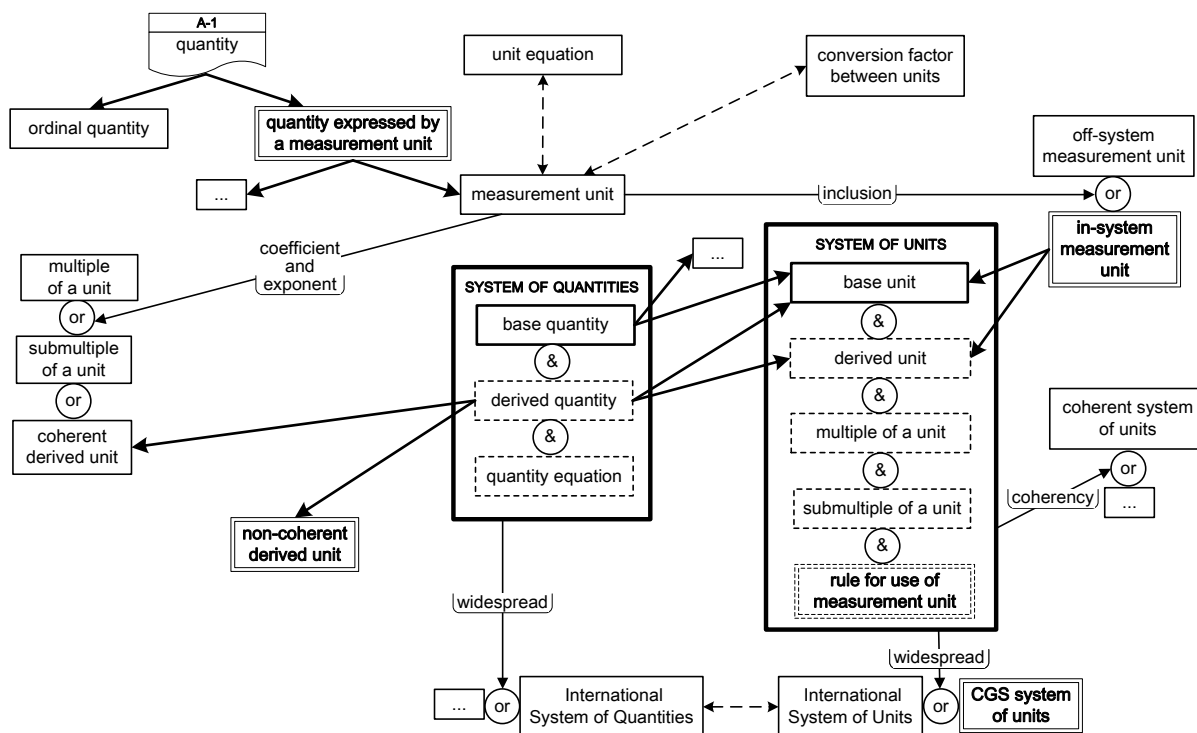 A-1
quantity
unit equation
conversion factor
between units
ordinal quantity
quantity expressed by
a measurement unit
off-system
measurement unit
...
measurement unit
inclusion
or
in-system
measurement
unit
coefficient
and
exponent
multiple
of a unit
or
submultiple
of a unit
or
coherent
derived unit
...
SYSTEM OF QUANTITIES
base quantity
&
derived quantity
&
quantity equation
SYSTEM OF UNITS
base unit
&
derived unit
&
multiple of a unit
&
submultiple of a unit
&
rule for use of
measurement unit
coherent system
of units
or
...
coherency
non-coherent
derived unit
widespread
widespread
...
or
International
System of Quantities
International
System of Units
or
CGS system
of units